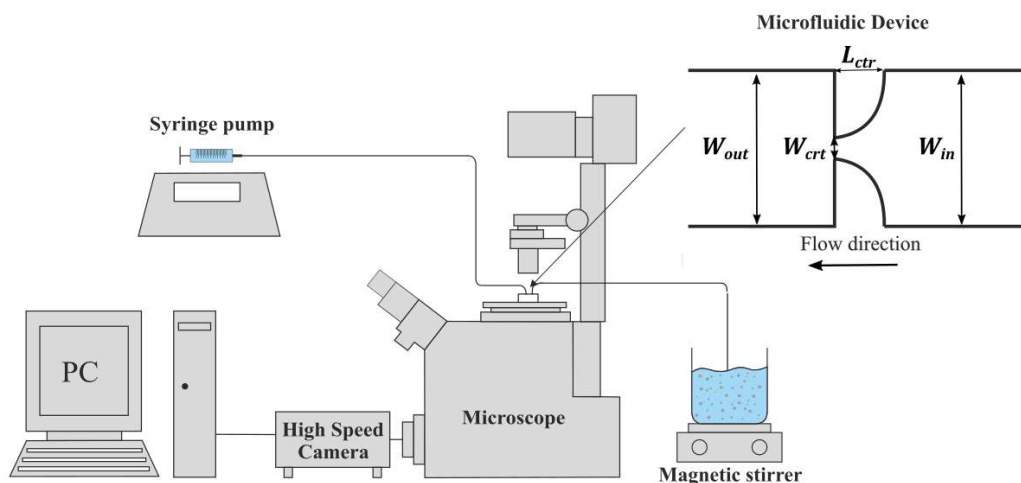 Microfluidic Device
L_ctr
Syringe pump
W_out
W_crt
W_in
Flow direction
PC
Microscope
High Speed
Camera
Magnetic stirrer